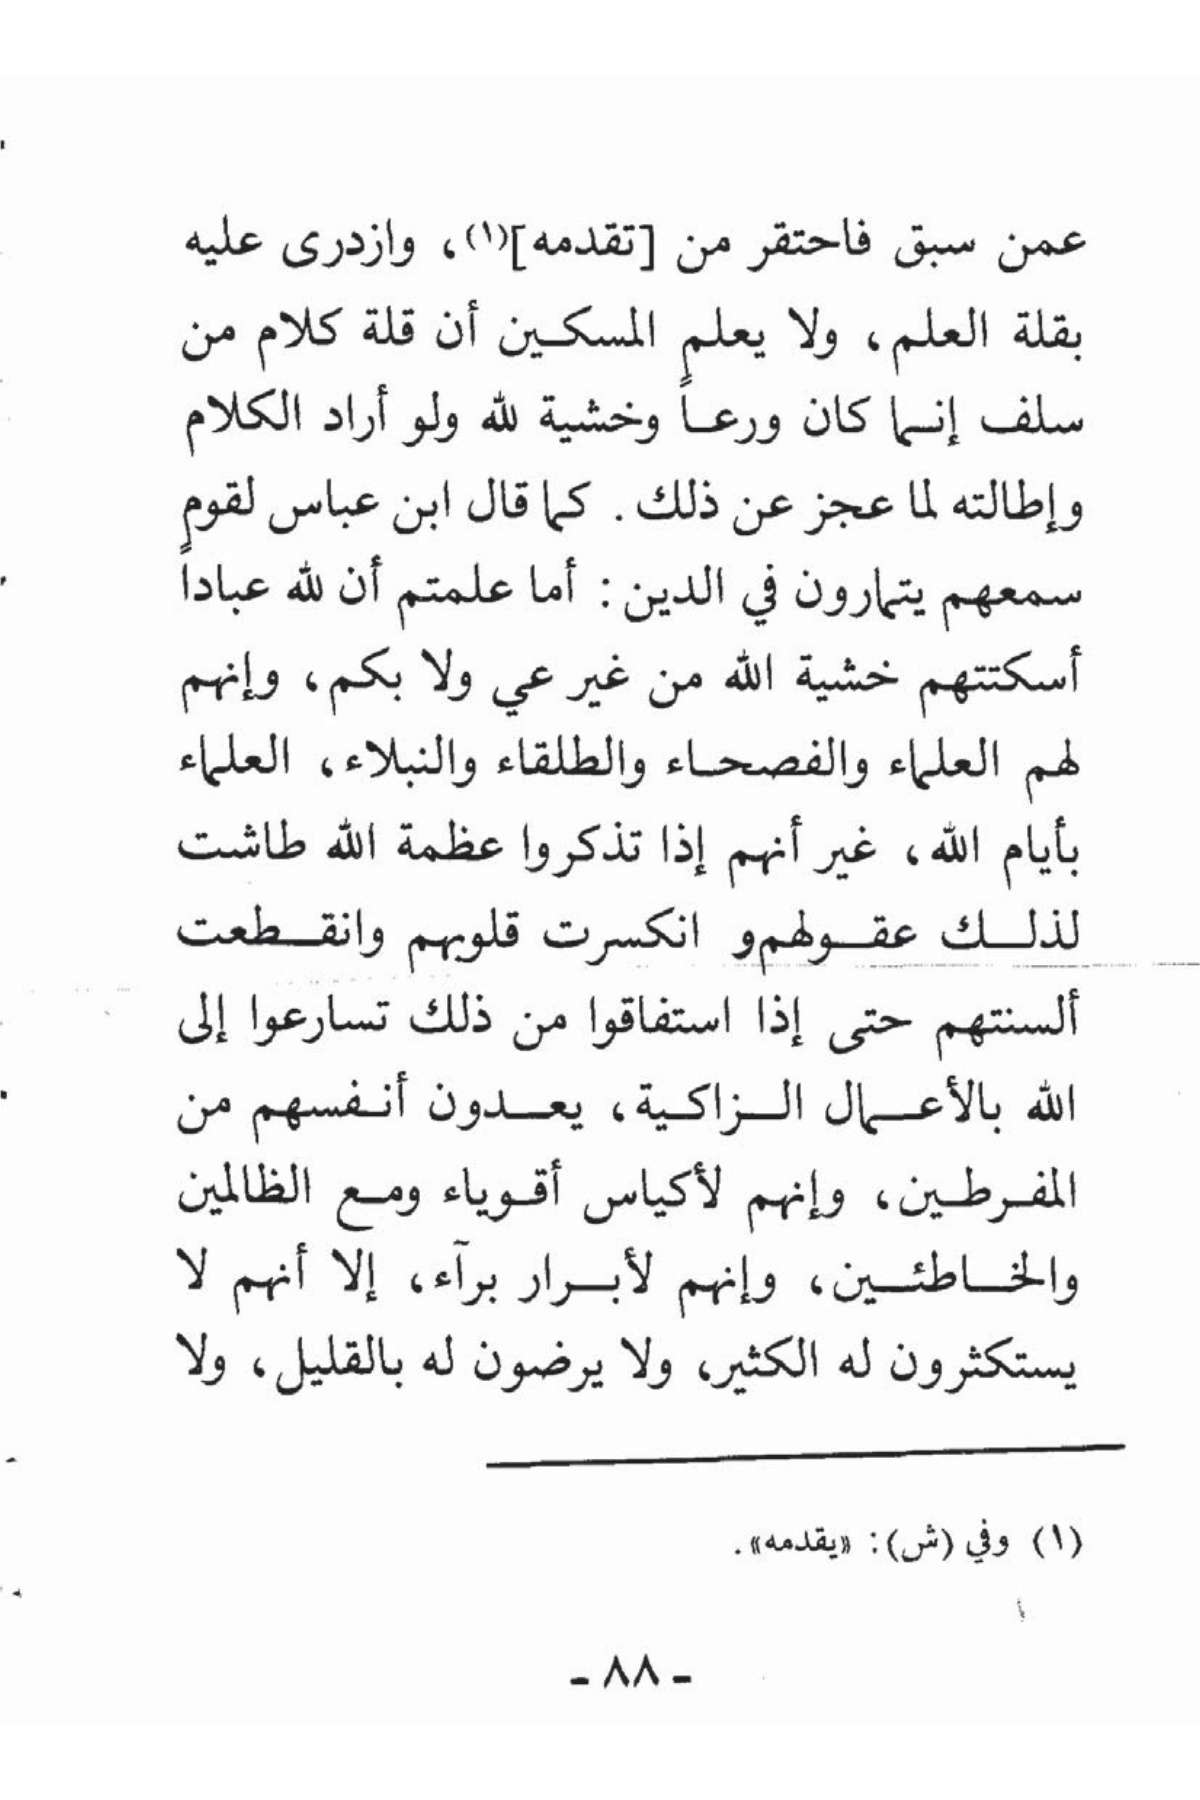 عمن سبق فاحتقر من [تقدمه](١)، وازدرى عليه
بقلة العلم، ولا يعلم المسكين أن قلة كلام من
سلف إنما كان ورعاً وخشية لله ولو أراد الكلام
وإطالته لما عجز عن ذلك. كما قال ابن عباس لقومٍ
سمعهم يتمارون في الدين: أما علمتم أن لله عباداً
أسكتتهم خشية الله من غير عي ولا بكم، وإنهم
لهم العلماء والفصحاء والطلقاء والنبلاء، العلماء
بأيام الله، غير أنهم إذا تذكروا عظمة الله طاشت
لذلك عقولهمو انكسرت قلوبهم وانقطعت
ألسنتهم حتى إذا استفاقوا من ذلك تسارعوا إلى
الله بالأعمال الزاكية، يعدون أنفسهم من
المفرطين، وإنهم لأكياس أقوياء ومع الظالمين
والخاطئين، وإنهم لأبرار برآء، إلا أنهم لا
يستكثرون له الكثير، ولا يرضون له بالقليل، ولا
(١) وفي (ش): «يقدمه».
- ٨٨ -